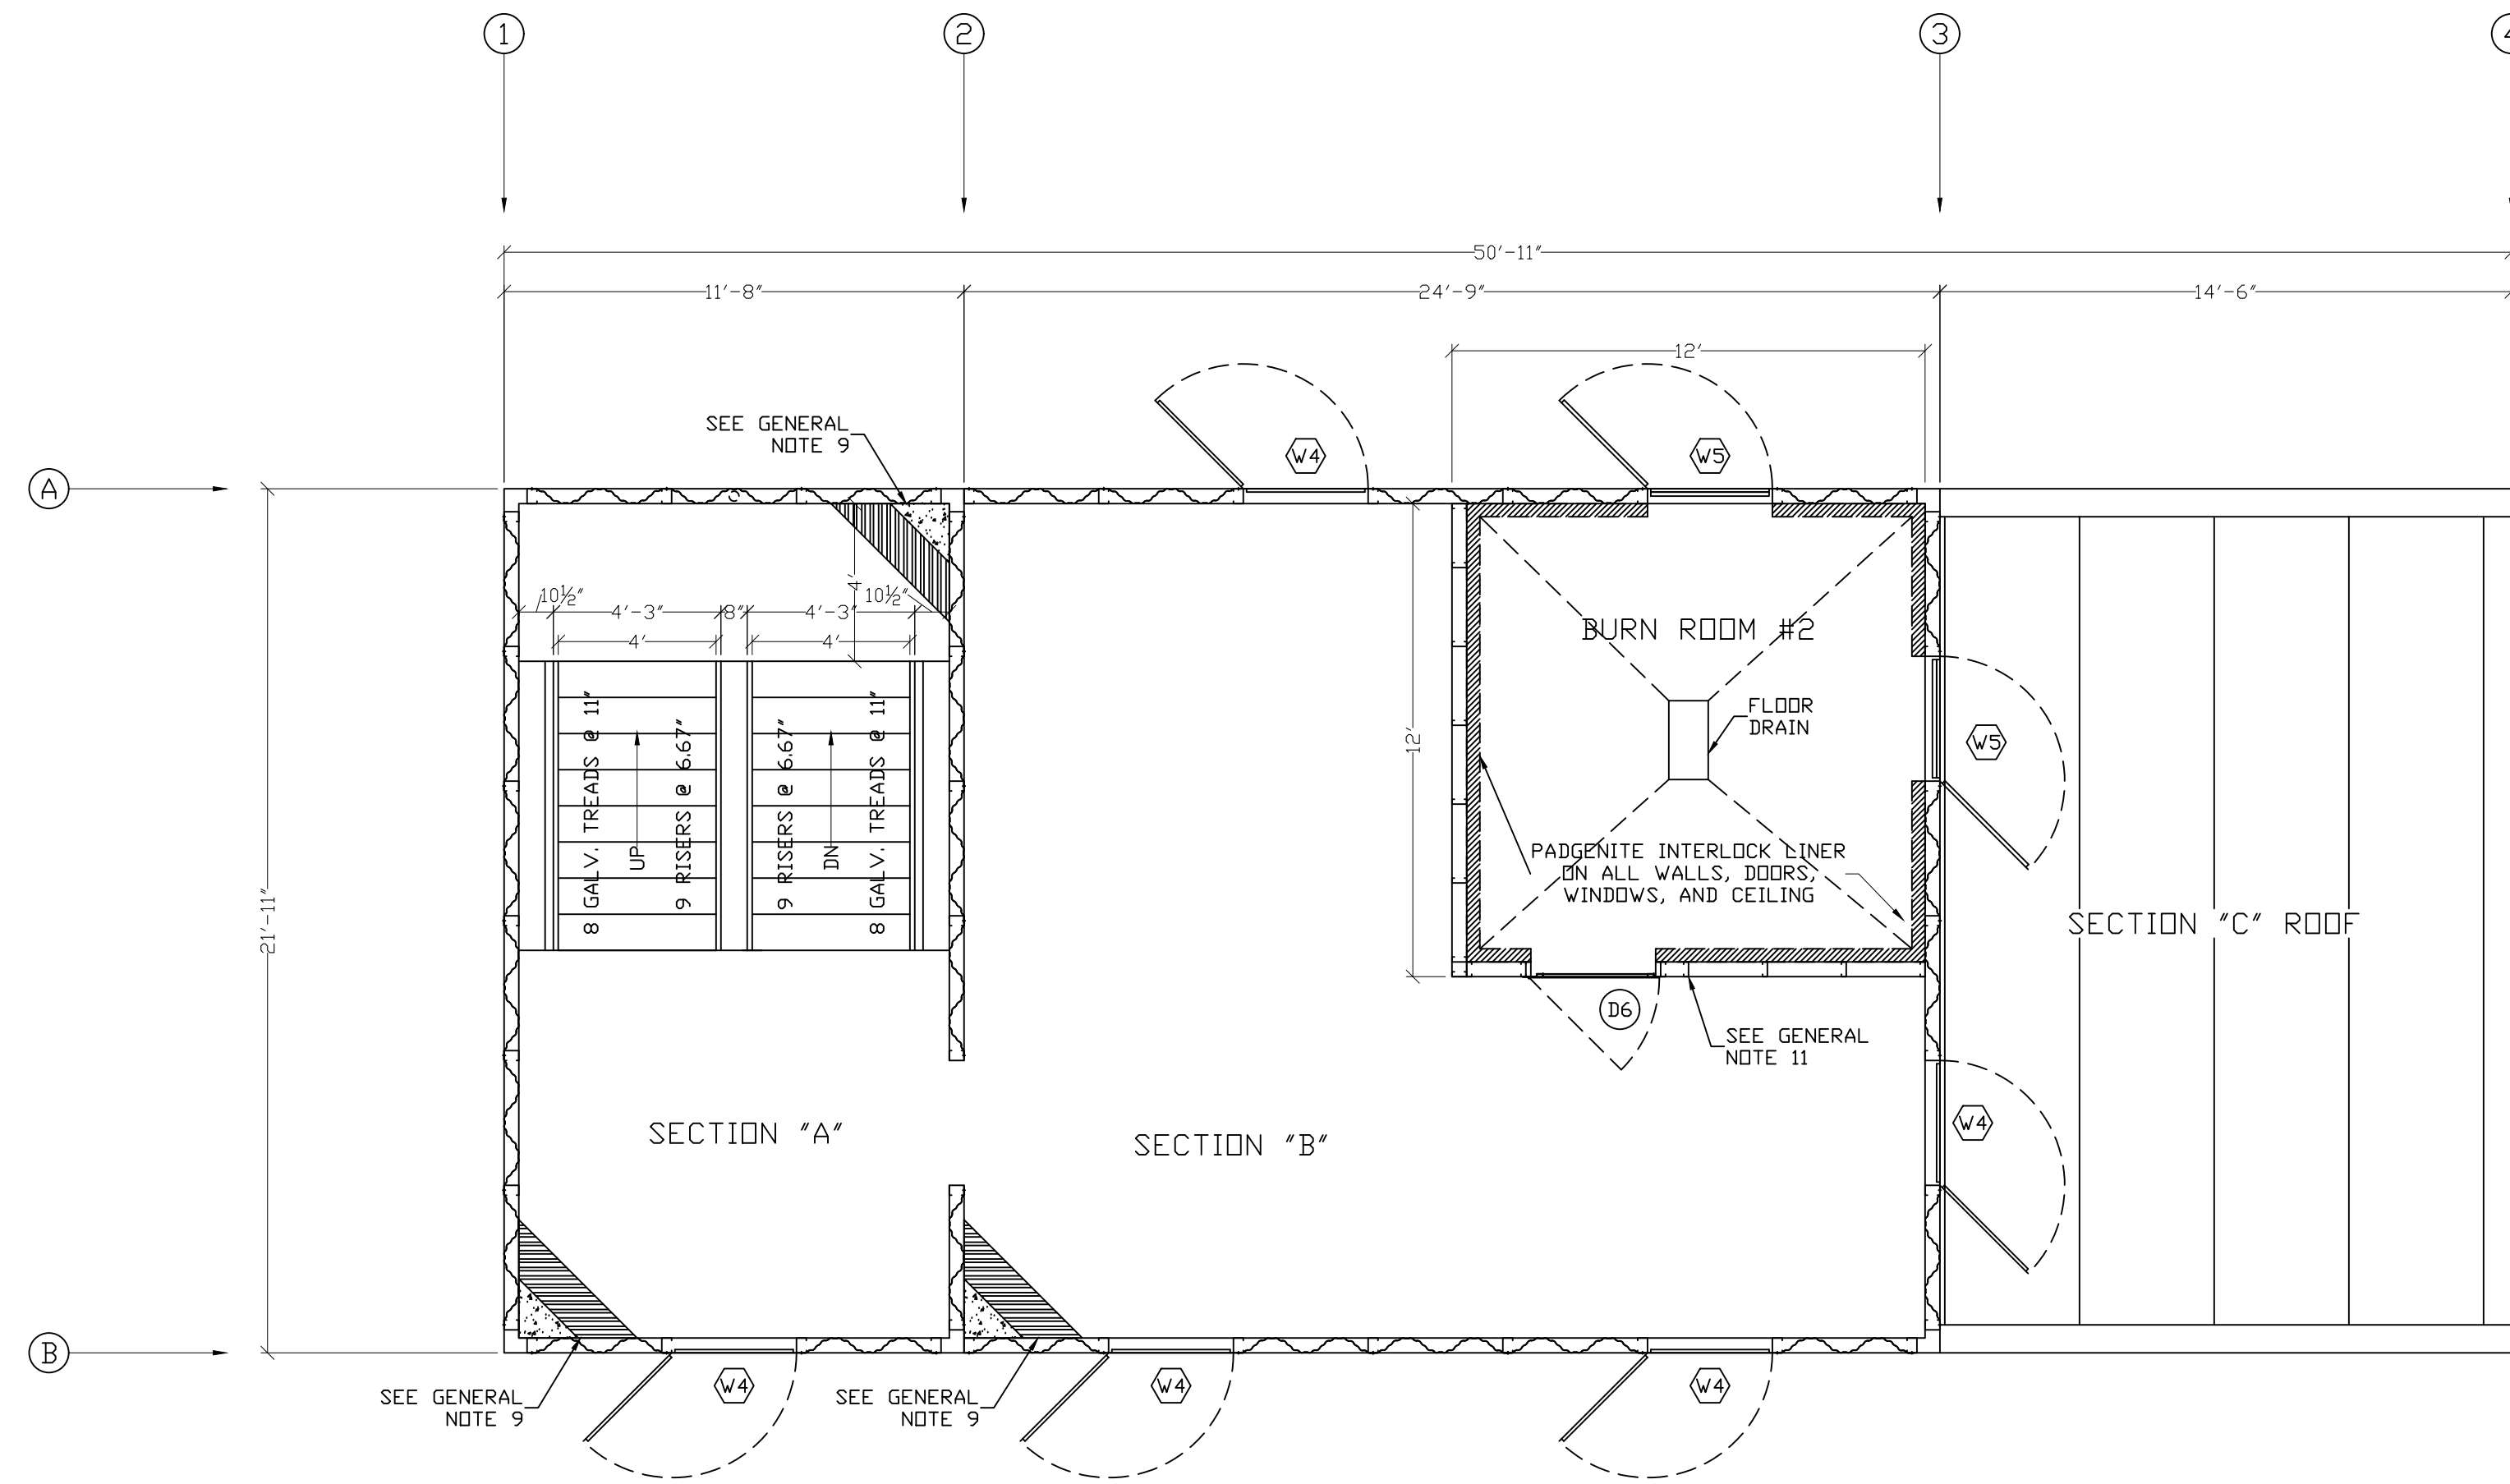 1
2
3
4
50'-11"
11'-8"
24'-9"
14'-6"
12'
SEE GENERAL
NOTE 9
W4
W5
A
10½"
4'-3"
8"
4'-3"
10½"
4'
4'
4'
BURN ROOM #2
FLOOR
DRAIN
W5
12'
8 GALV. TREADS @ 11"
UP
9 RISERS @ 6.67"
9 RISERS @ 6.67"
DN
8 GALV. TREADS @ 11"
PADGENITE INTERLOCK LINER
ON ALL WALLS, DOORS,
WINDOWS, AND CEILING
21'-11"
SECTION "C" ROOF
D6
SEE GENERAL
NOTE 11
W4
SECTION "A"
SECTION "B"
B
SEE GENERAL
NOTE 9
W4
SEE GENERAL
NOTE 9
W4
W4